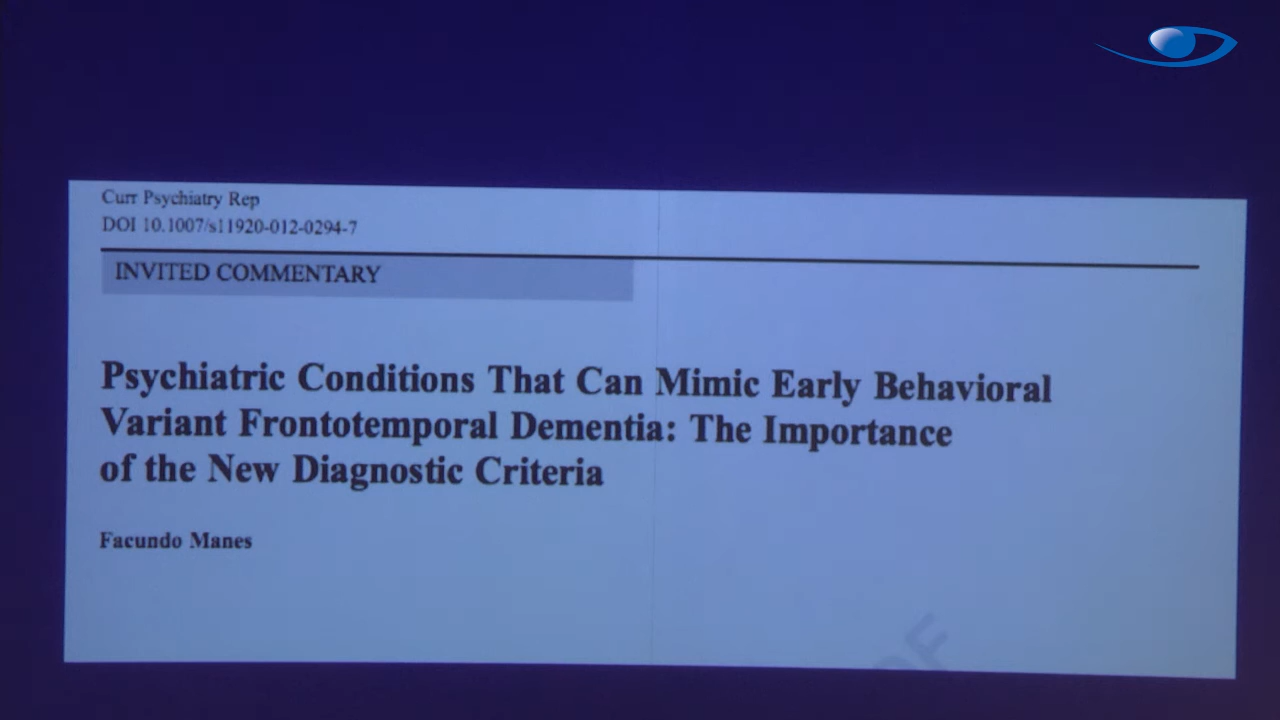 Curr Psychiatry Rep
DOI 10.1007/s11920-012-0294-7
INVITED COMMENTARY
Psychiatric Conditions That Can Mimic Early Behavioral
Variant Frontotemporal Dementia: The Importance
of the New Diagnostic Criteria
Facundo Manes